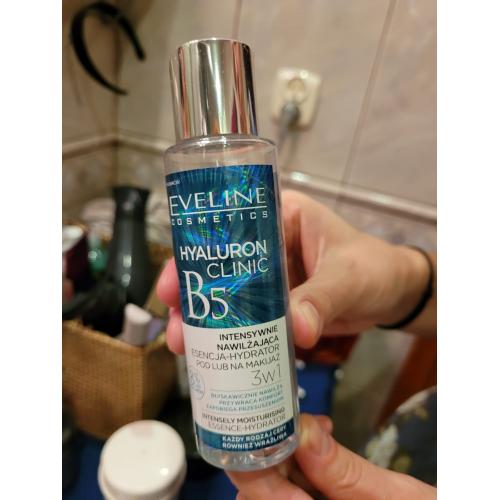 EVELINE
COSMETICS
HYALURON
CLINIC
B5
INTENSYWNIE
NAWILŻAJĄCA
ESENCJA-HYDRATOR
POD LUB NA MAKIJAŻ
3w1
BŁYSKAWICZNIE NAWILŻA
PRZYWRACA KOMFORT
ZAPOBIEGA PRZESUSZENIOM
INTENSELY MOISTURISING
ESSENCE-HYDRATOR
KAŻDY RODZAJ CERY
RÓWNIEŻ WRAŻLIWA